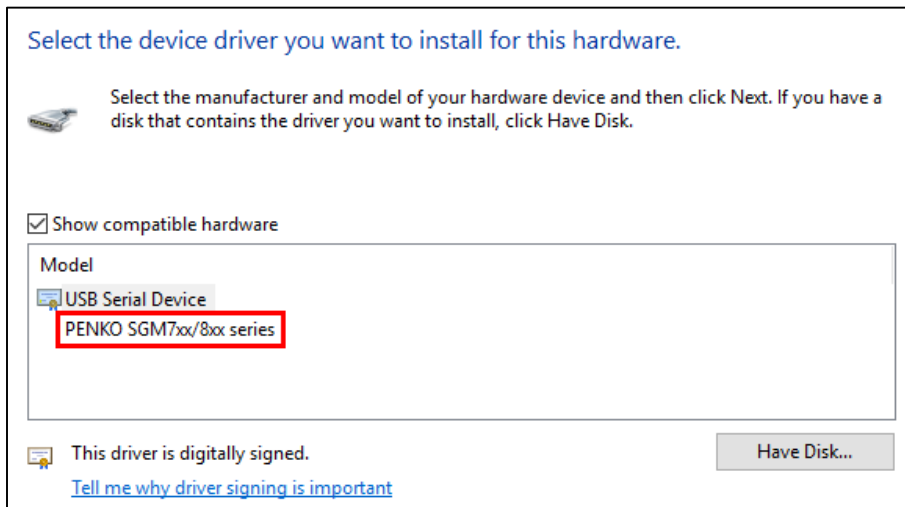 Select the device driver you want to install for this hardware.
Select the manufacturer and model of your hardware device and then click Next. If you have a
disk that contains the driver you want to install, click Have Disk.
Show compatible hardware
Model
USB Serial Device
PENKO SGM7xx/8xx series
This driver is digitally signed.
Have Disk...
Tell me why driver signing is important